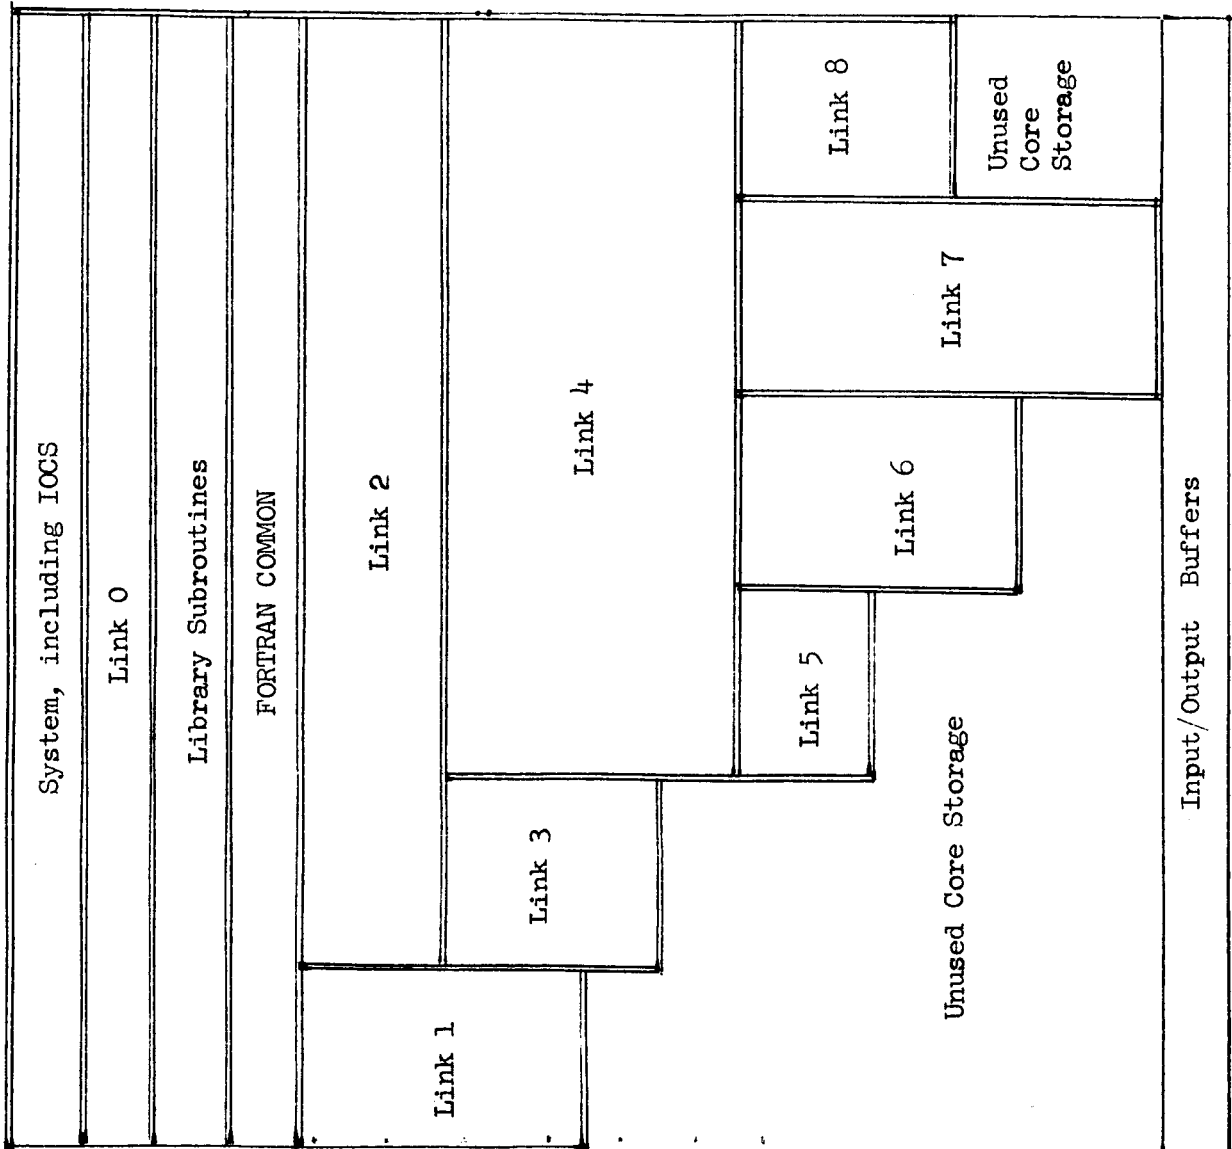 System, including IOCS
Link 0
Library Subroutines
FORTRAN COMMON
Link 1
Link 2
Link 3
Link 4
Link 5
Link 6
Link 7
Link 8
Unused Core Storage
Unused
Core
Storage
Input/Output Buffers